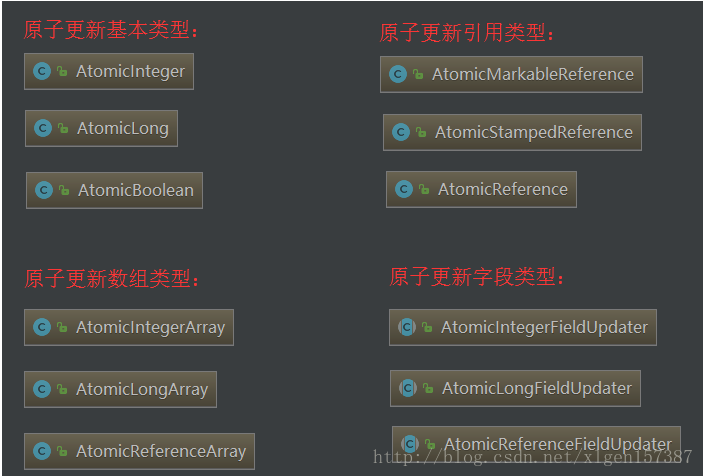 原子更新基本类型：
AtomicInteger
AtomicLong
AtomicBoolean
原子更新引用类型：
AtomicMarkableReference
AtomicStampedReference
AtomicReference
原子更新数组类型：
AtomicIntegerArray
AtomicLongArray
AtomicReferenceArray
原子更新字段类型：
AtomicIntegerFieldUpdater
AtomicLongFieldUpdater
AtomicReferenceFieldUpdater
http://blog.csdn.net/xlgen157387